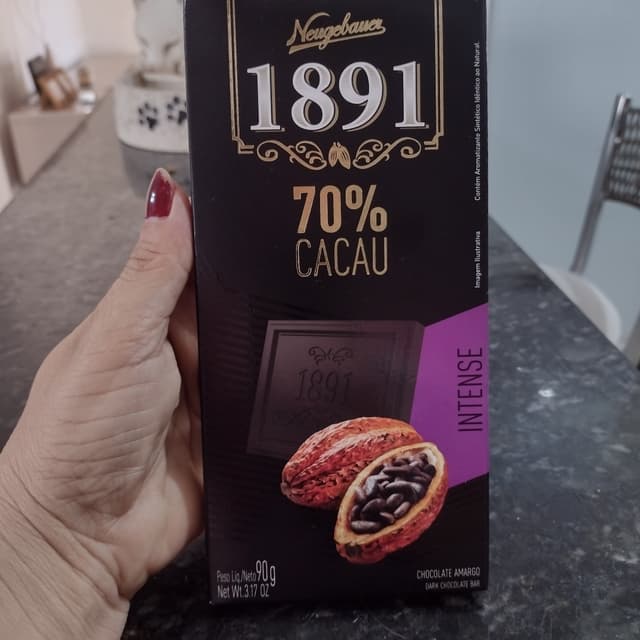 Neugebauer
1891
70%
CACAU
Contém Aromatizante Sintético Idêntico ao Natural.
Imagem Ilustrativa
1891
INTENSE
Peso Líq./Neto 90g
Net Wt. 3.17 OZ
CHOCOLATE AMARGO
DARK CHOCOLATE BAR